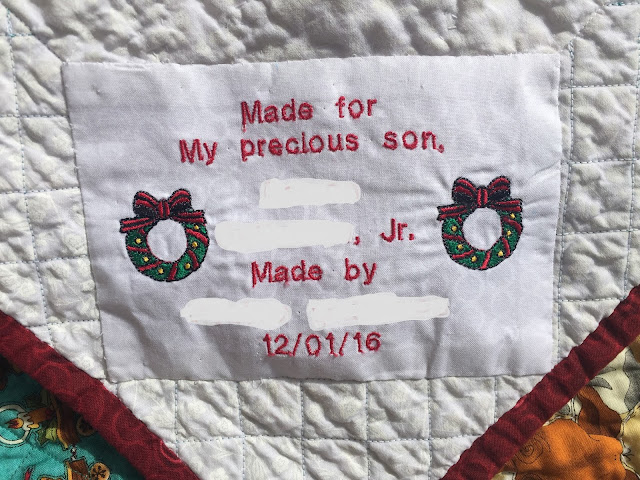 Made for
My precious son,
, Jr.
Made by
12/01/16